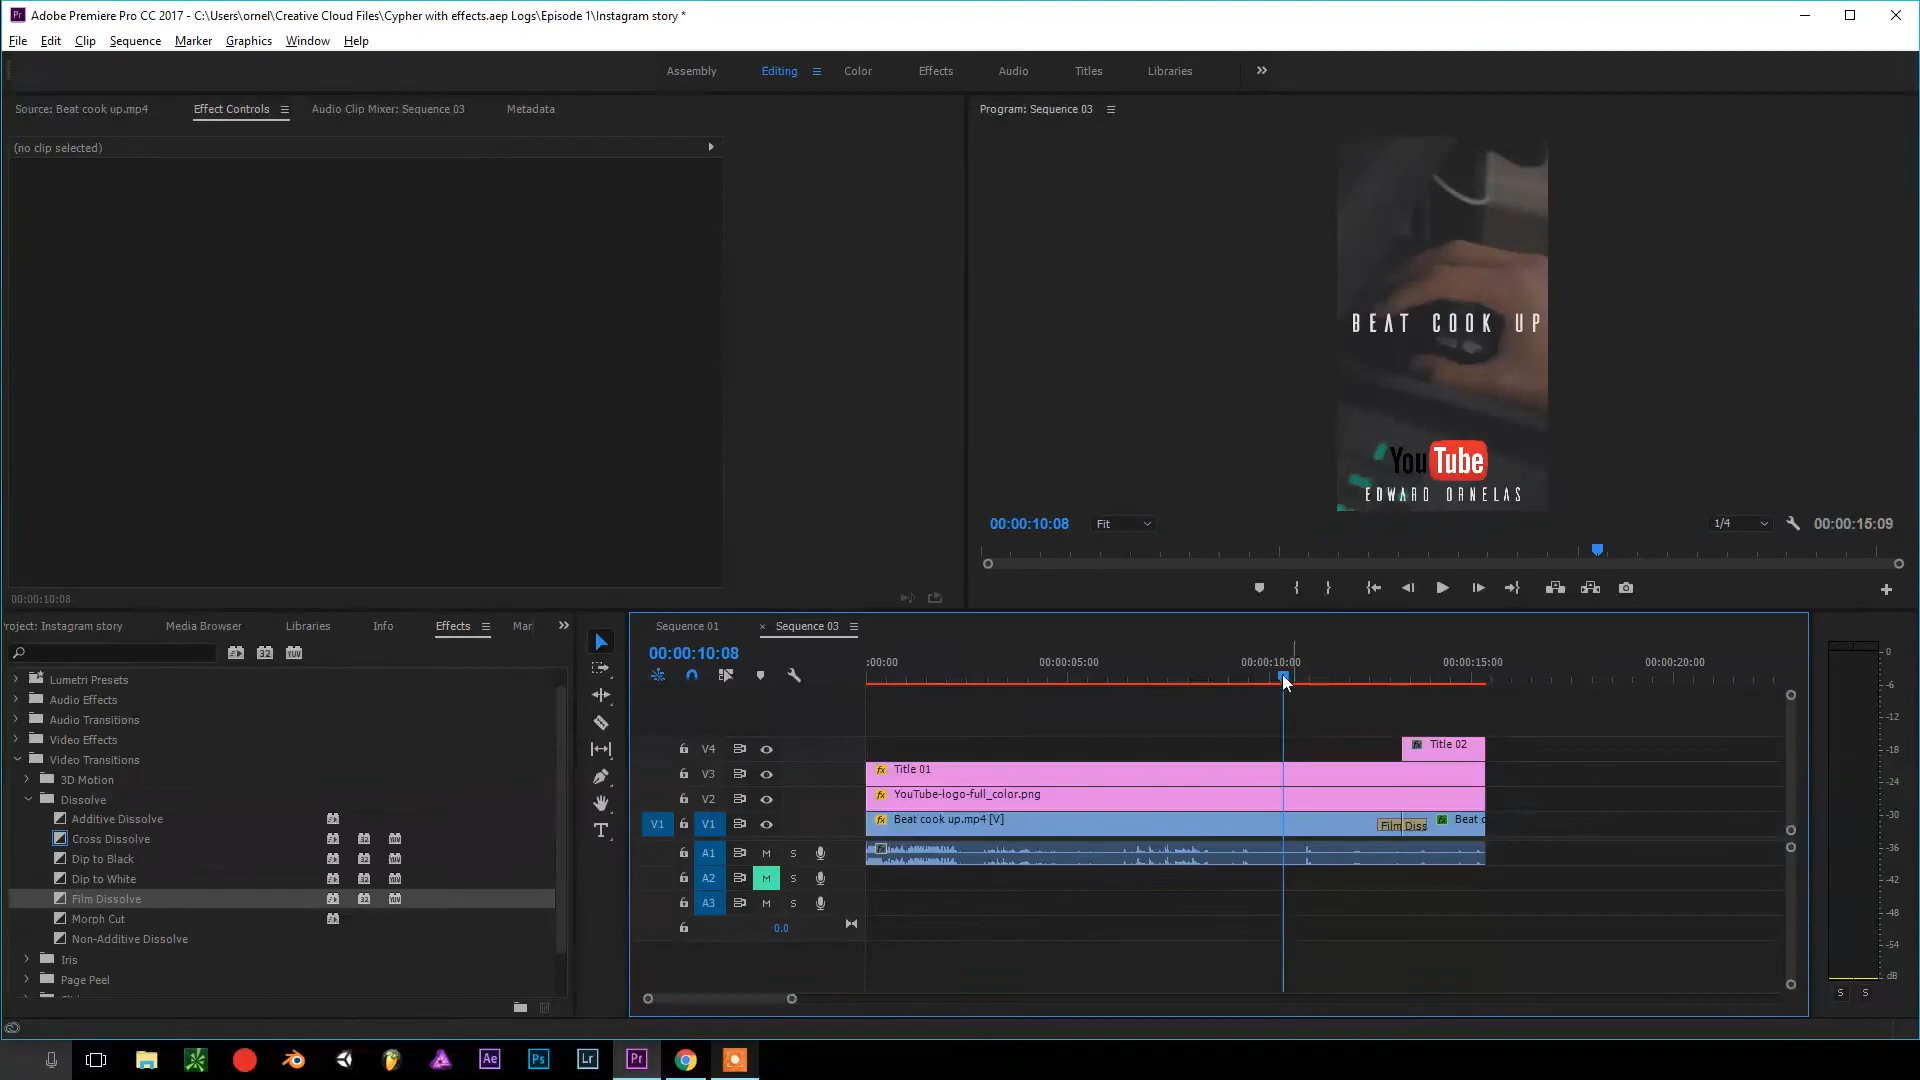 Adobe Premiere Pro CC 2017 - C:\Users\ornel\Creative Cloud Files\Cypher with effects.aep Logs\Episode 1\Instagram story *
File Edit Clip Sequence Marker Graphics Window Help
Assembly Editing Color Effects Audio Titles Libraries
Source: Beat cook up.mp4 Effect Controls Audio Clip Mixer: Sequence 03 Metadata
Program: Sequence 03
(no clip selected)
BEAT COOK UP
YouTube
EDWARD ORNELAS
00:00:10:08 Fit 1/4 00:00:15:09
00:00:10:08
roject: Instagram story Media Browser Libraries Info Effects Mar
Sequence 01 × Sequence 03
00:00:10:08
:00:00 00:00:05:00 00:00:10:00 00:00:15:00 00:00:20:00
Lumetri Presets
Audio Effects
Audio Transitions
Video Effects
Video Transitions
3D Motion
Dissolve
Additive Dissolve
Cross Dissolve
Dip to Black
Dip to White
Film Dissolve
Morph Cut
Non-Additive Dissolve
Iris
Page Peel
V4 Title 02
V3 Title 01
V2 YouTube-logo-full_color.png
V1 V1 Beat cook up.mp4 [V] Film Diss Beat c
A1 M S
A2 M S
A3 M S
0.0
0
-6
-12
-18
-24
-30
-36
-42
-48
-54
dB
S S
Ae Ps Lr Pr